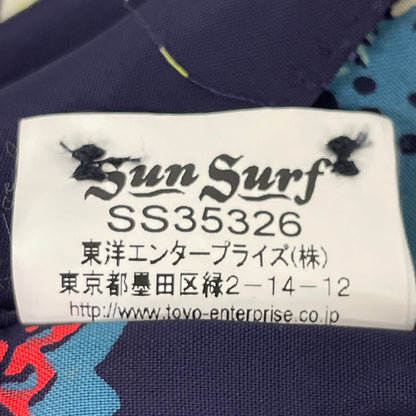 Sun Surf
SS35326
東洋エンタープライズ(株)
東京都墨田区緑2-14-12
http://www.toyo-enterprise.co.jp